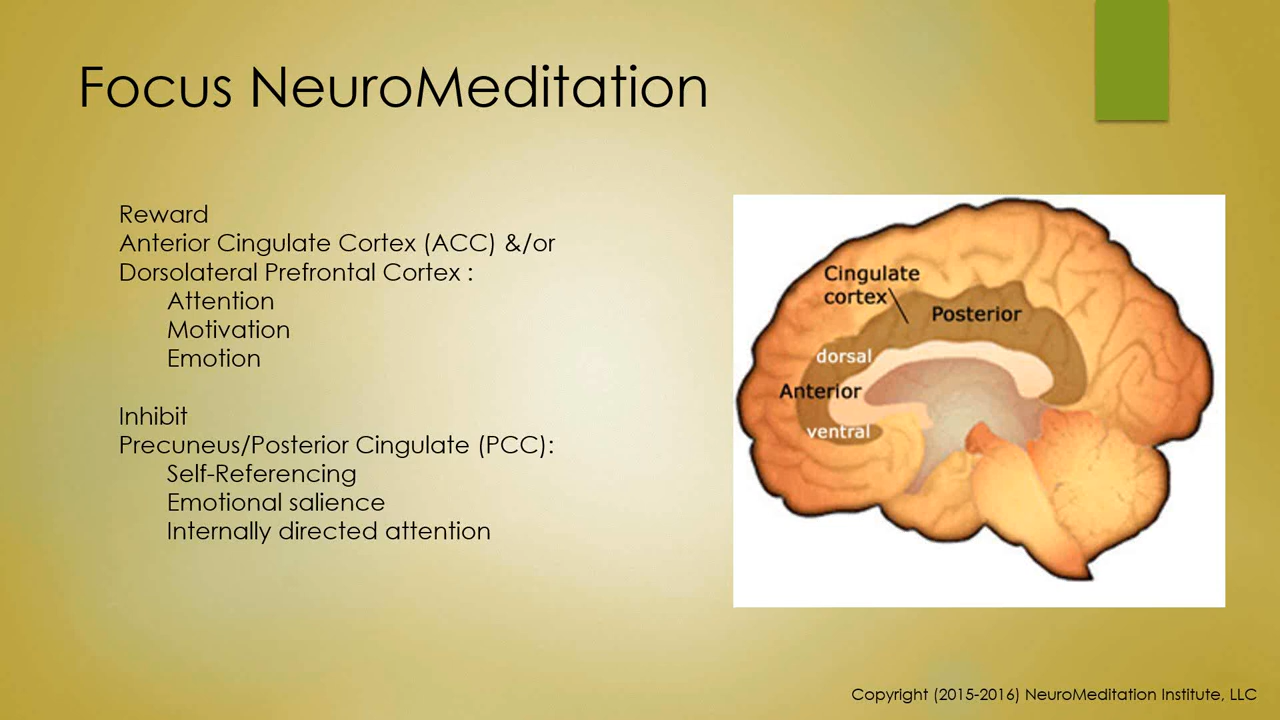 Focus NeuroMeditation
Reward
Anterior Cingulate Cortex (ACC) &/or
Dorsolateral Prefrontal Cortex :
Attention
Motivation
Emotion
Inhibit
Precuneus/Posterior Cingulate (PCC):
Self-Referencing
Emotional salience
Internally directed attention
Cingulate
cortex
Posterior
dorsal
Anterior
ventral
Copyright (2015-2016) NeuroMeditation Institute, LLC